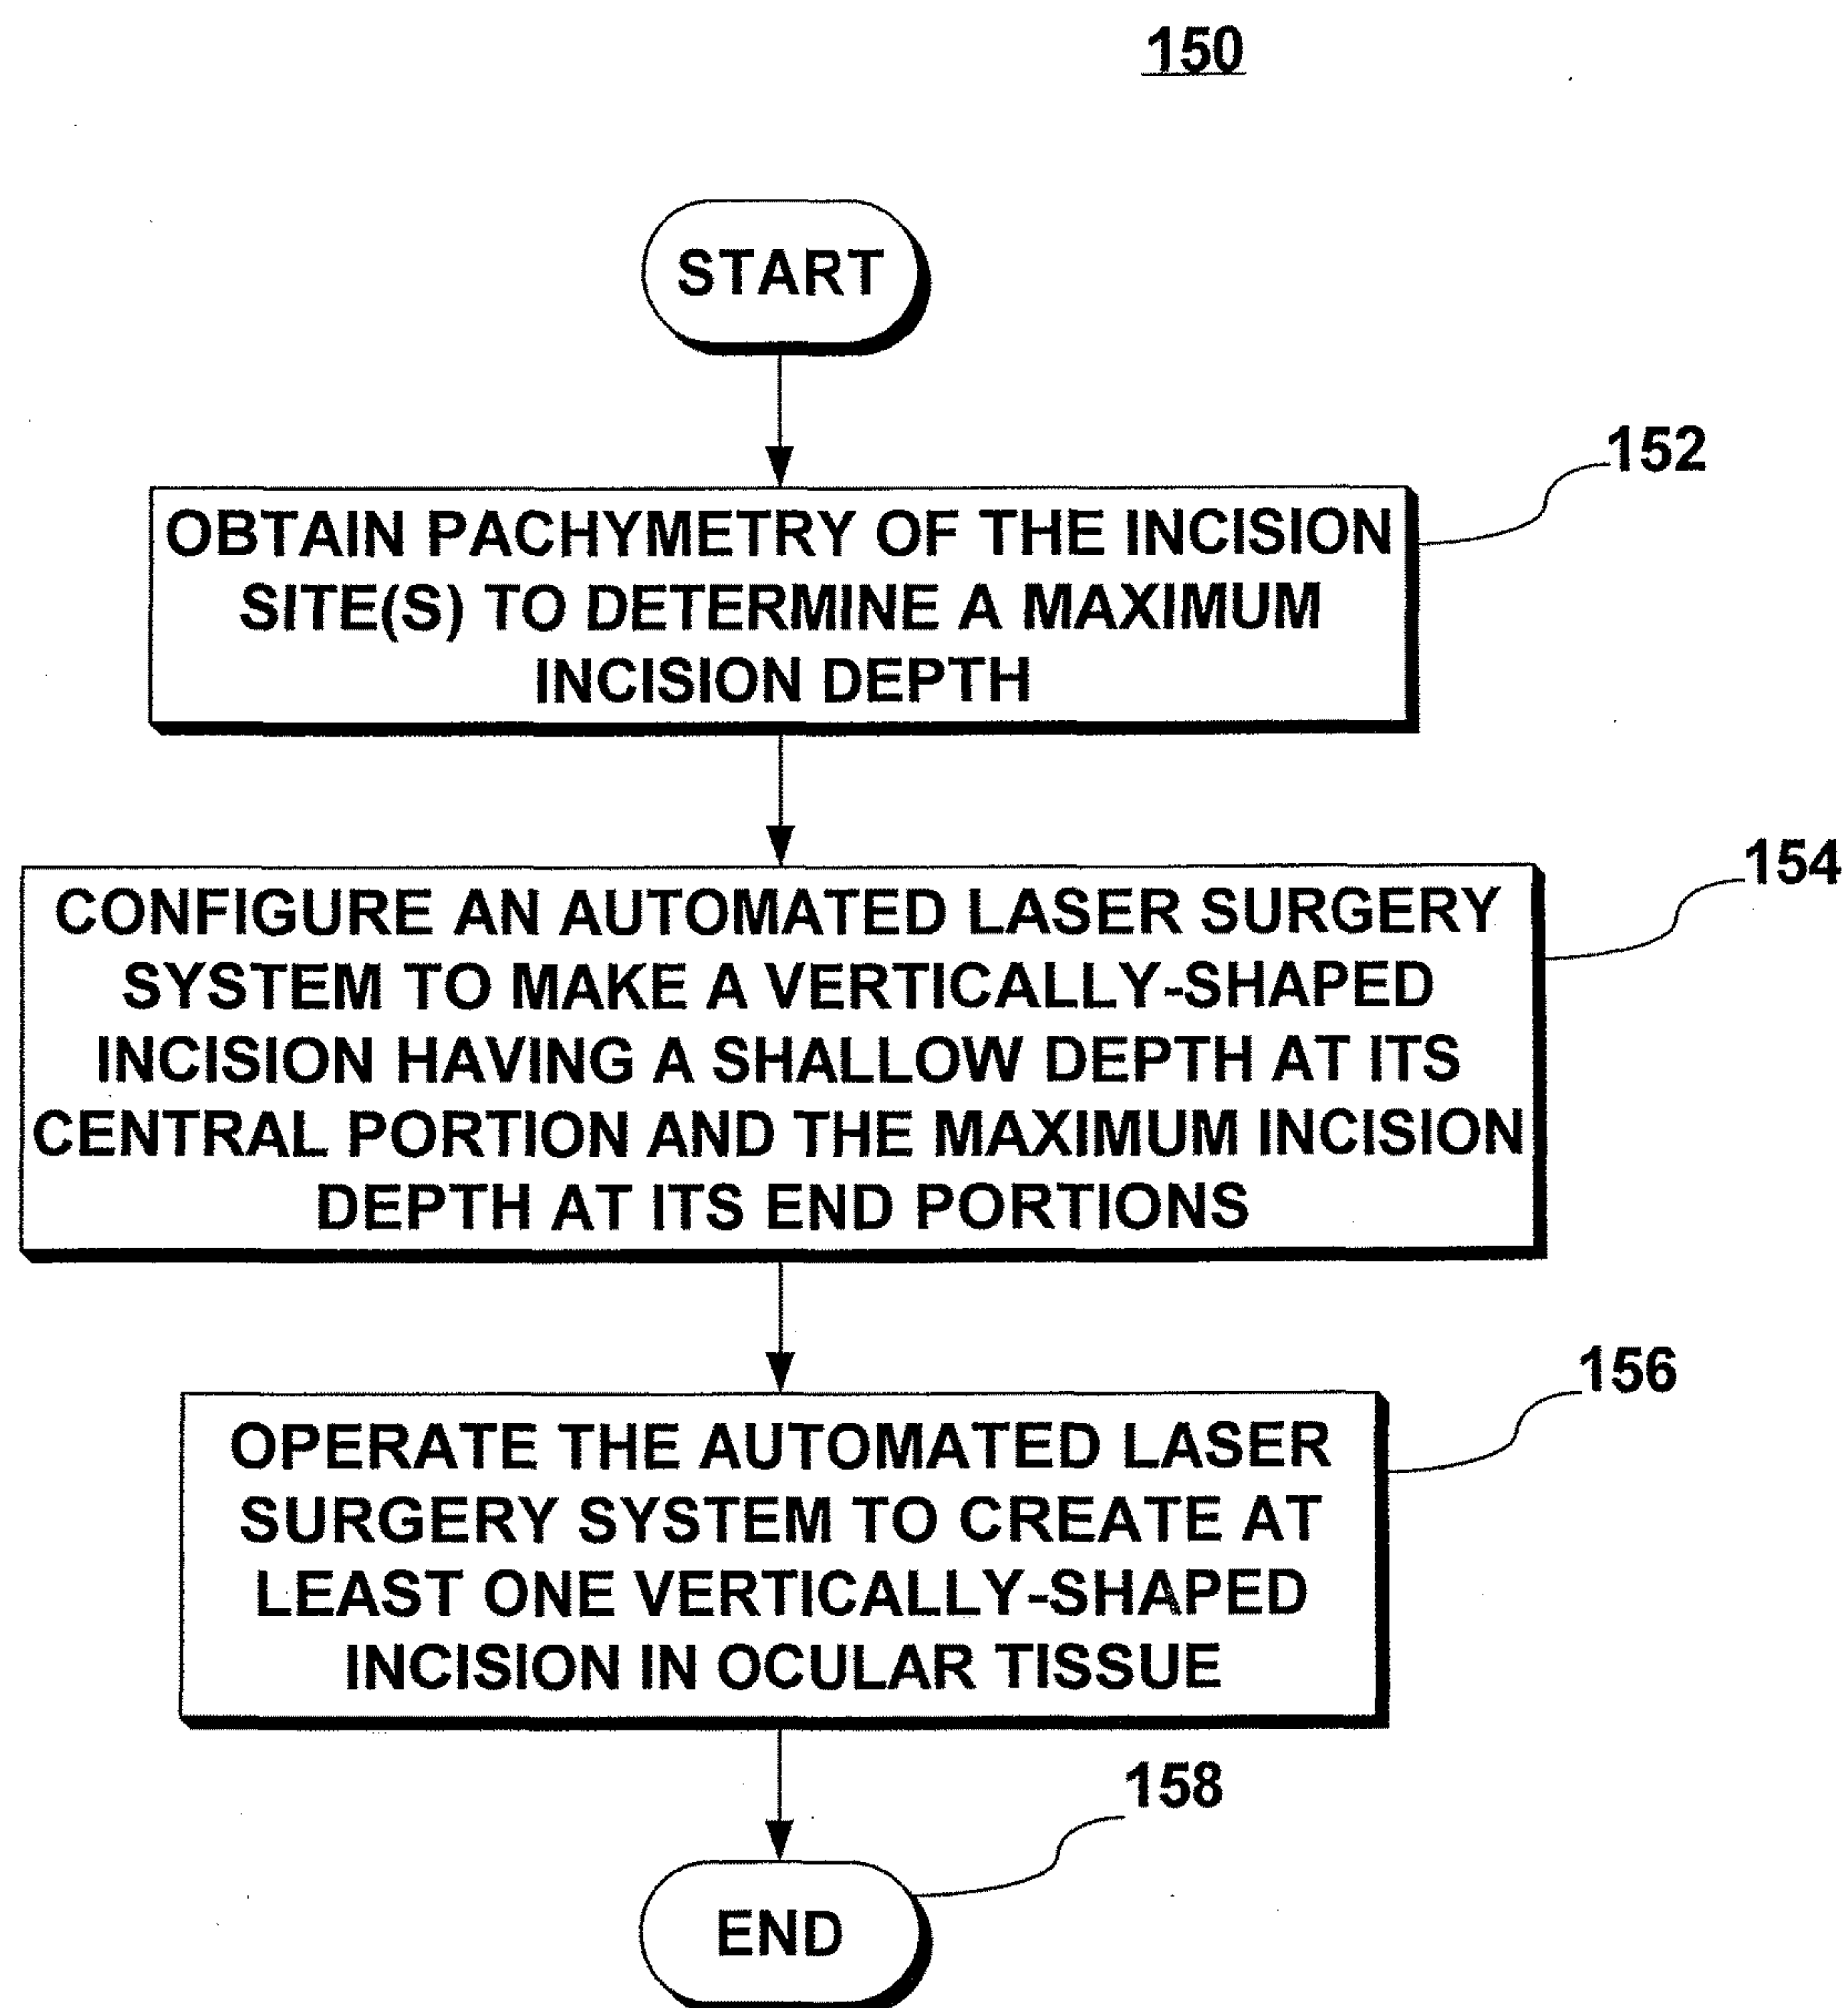 150
START
152
OBTAIN PACHYMETRY OF THE INCISION
SITE(S) TO DETERMINE A MAXIMUM
INCISION DEPTH
154
CONFIGURE AN AUTOMATED LASER SURGERY
SYSTEM TO MAKE A VERTICALLY-SHAPED
INCISION HAVING A SHALLOW DEPTH AT ITS
CENTRAL PORTION AND THE MAXIMUM INCISION
DEPTH AT ITS END PORTIONS
156
OPERATE THE AUTOMATED LASER
SURGERY SYSTEM TO CREATE AT
LEAST ONE VERTICALLY-SHAPED
INCISION IN OCULAR TISSUE
158
END